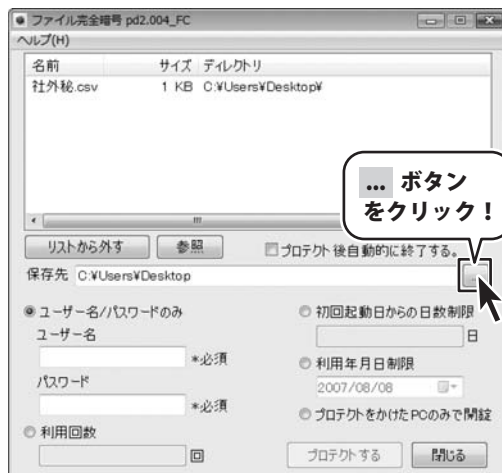 ファイル完全暗号 pd2.004_FC
ヘルプ(H)
名前 サイズ ディレクトリ
社外秘.csv 1 KB C:¥Users¥Desktop¥
... ボタン
をクリック！
リストから外す 参照 プロテクト後自動的に終了する。
保存先 C:¥Users¥Desktop ...
ユーザー名/パスワードのみ 初回起動日からの日数制限
ユーザー名 日
*必須 利用年月日制限
パスワード 2007/08/08
*必須 プロテクトをかけたPCのみで開錠
利用回数
回 プロテクトする 閉じる